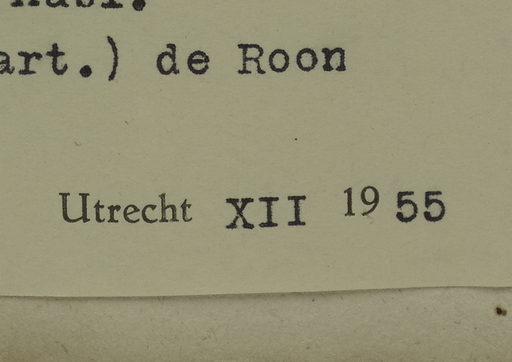 art.) de Roon
Utrecht XII 1955